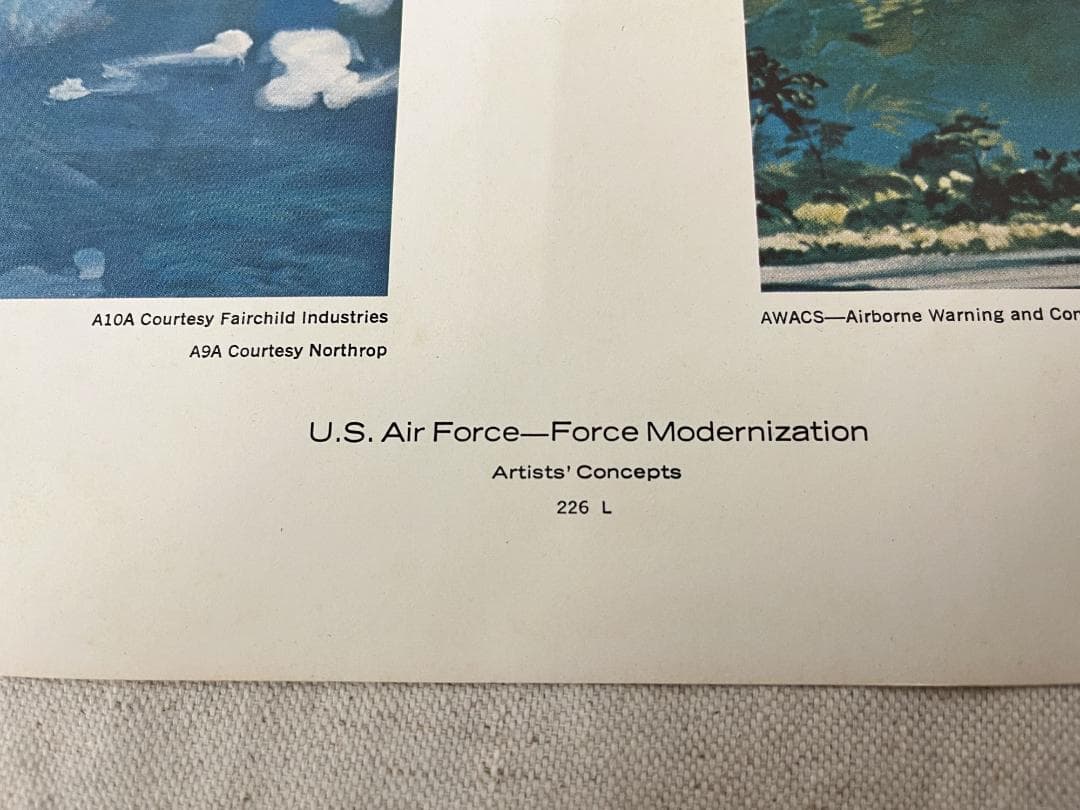 A10A Courtesy Fairchild Industries
A9A Courtesy Northrop
AWACS—Airborne Warning and
U.S. Air Force—Force Modernization
Artists' Concepts
226 L